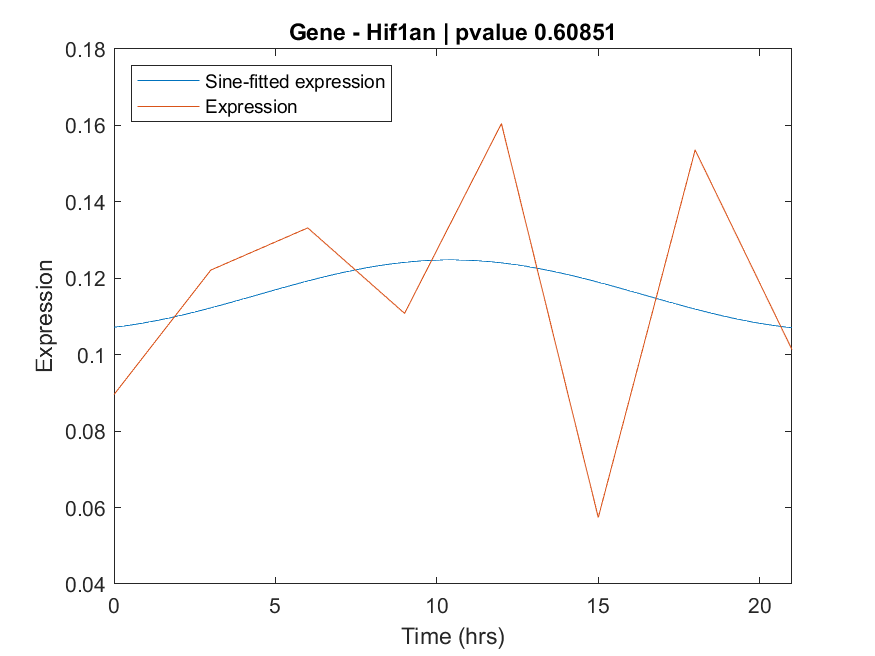 Gene - Hif1an | pvalue 0.60851
Sine-fitted expression
Expression
0.18
0.16
0.14
0.12
0.1
0.08
0.06
0.04
Expression
0 5 10 15 20
Time (hrs)